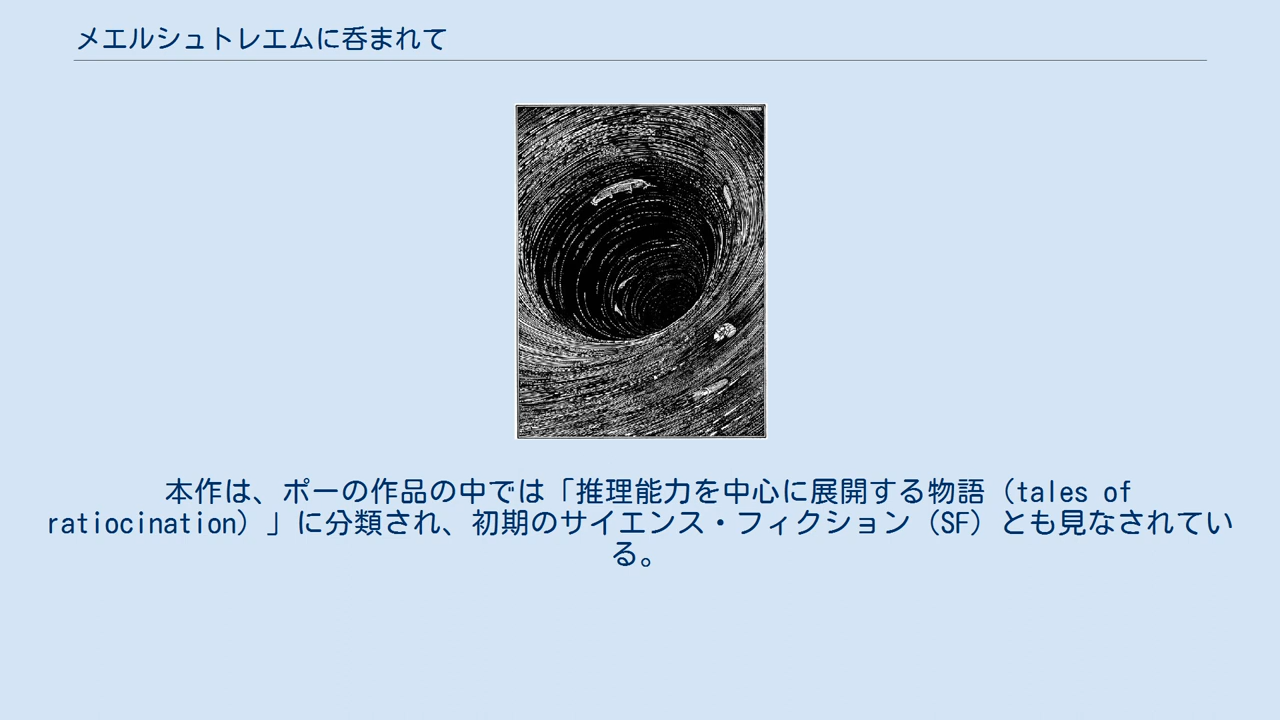 メエルシュトレエムに呑まれて
本作は、ポーの作品の中では「推理能力を中心に展開する物語（tales of
ratiocination）」に分類され、初期のサイエンス・フィクション（SF）とも見なされてい
る。